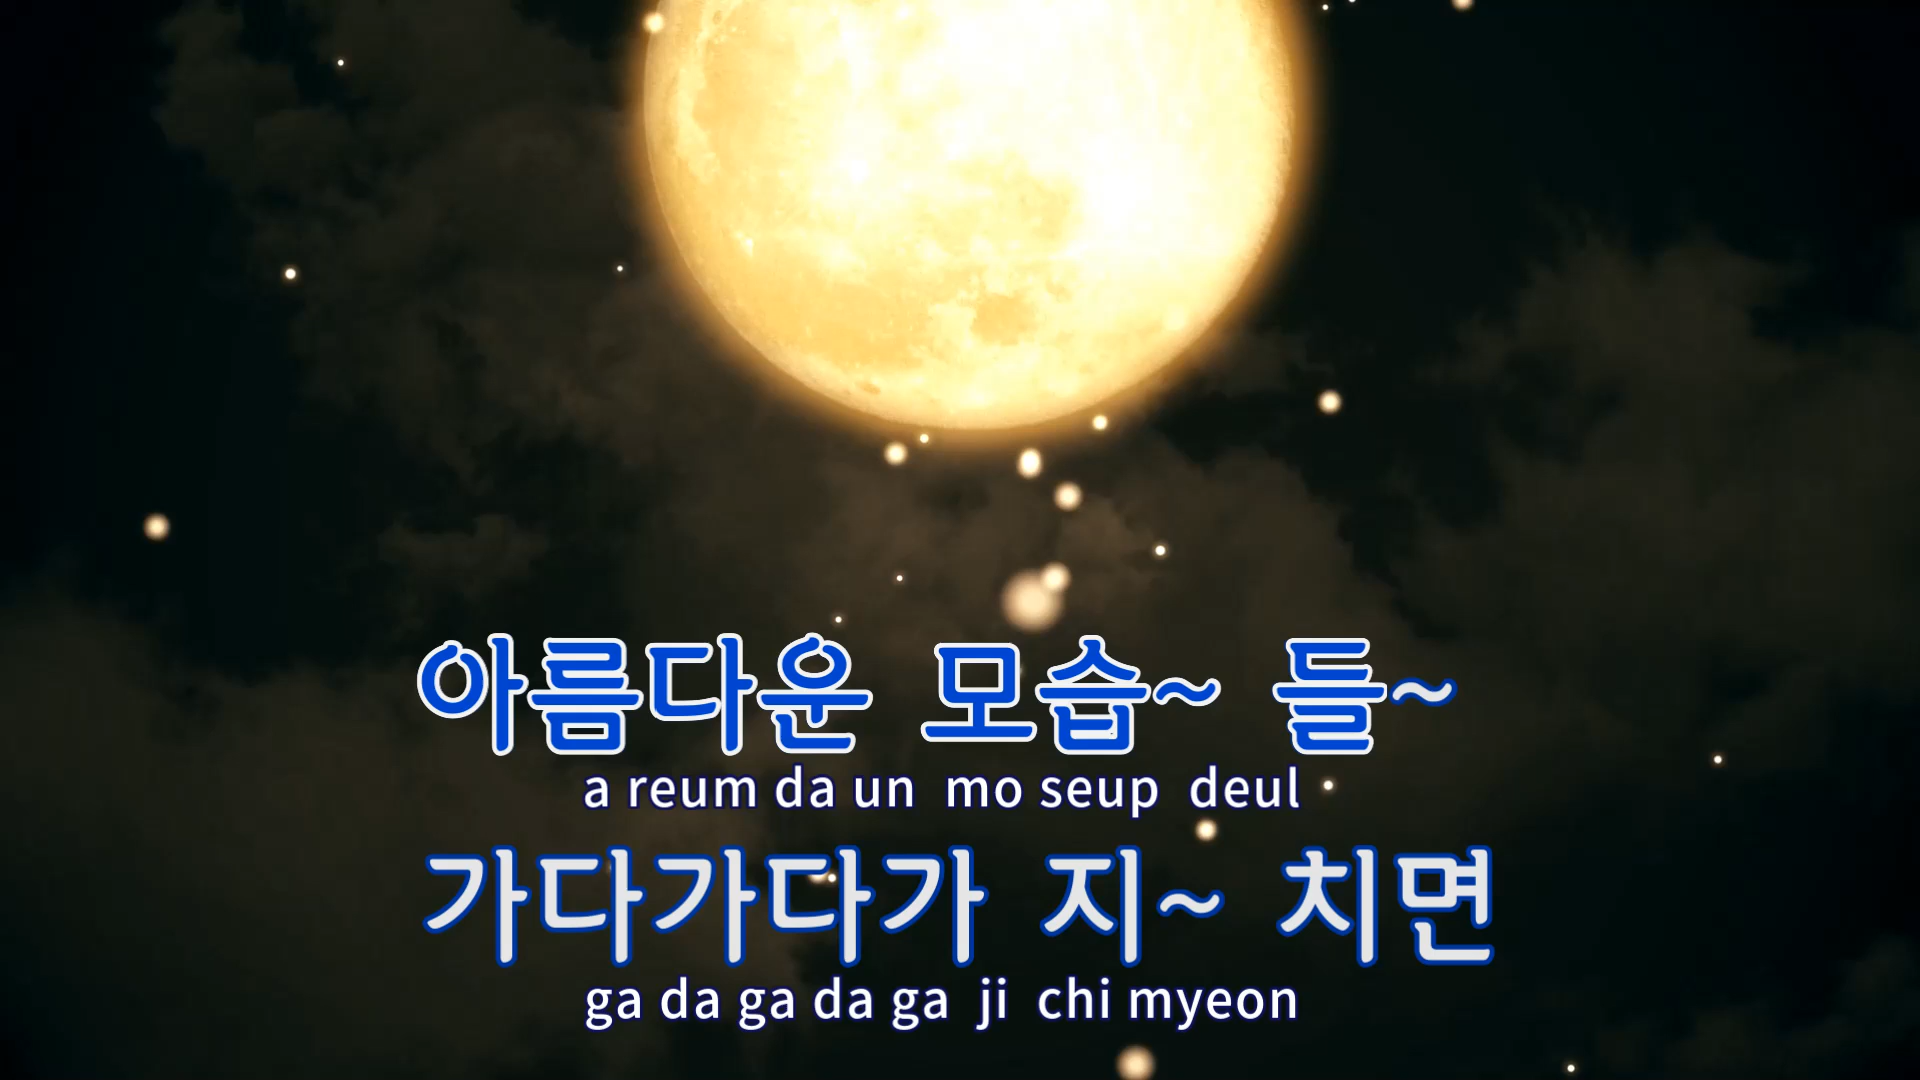 아름다운 모습~ 들~
a reum da un mo seup deul
가다가다가 지~ 치면
ga da ga da ga ji chi myeon